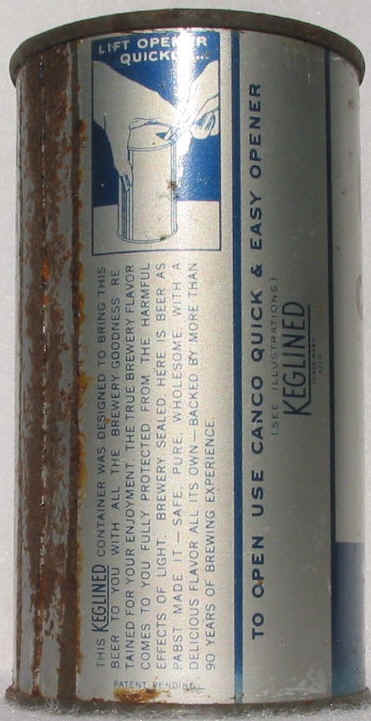 LIFT OPENER
QUICKLY...
THIS KEGLINED CONTAINER WAS DESIGNED TO BRING THIS
BEER TO YOU WITH ALL THE BREWERY GOODNESS RE
TAINED FOR YOUR ENJOYMENT. THE TRUE BREWERY FLAVOR
COMES TO YOU FULLY PROTECTED FROM THE HARMFUL
EFFECTS OF LIGHT. BREWERY SEALED. HERE IS BEER AS
PABST MADE IT—SAFE, PURE, WHOLESOME, WITH A
DELICIOUS FLAVOR ALL ITS OWN—BACKED BY MORE THAN
90 YEARS OF BREWING EXPERIENCE
PATENT PENDING
TO OPEN USE CANCO QUICK & EASY OPENER
(SEE ILLUSTRATIONS)
KEGLINED